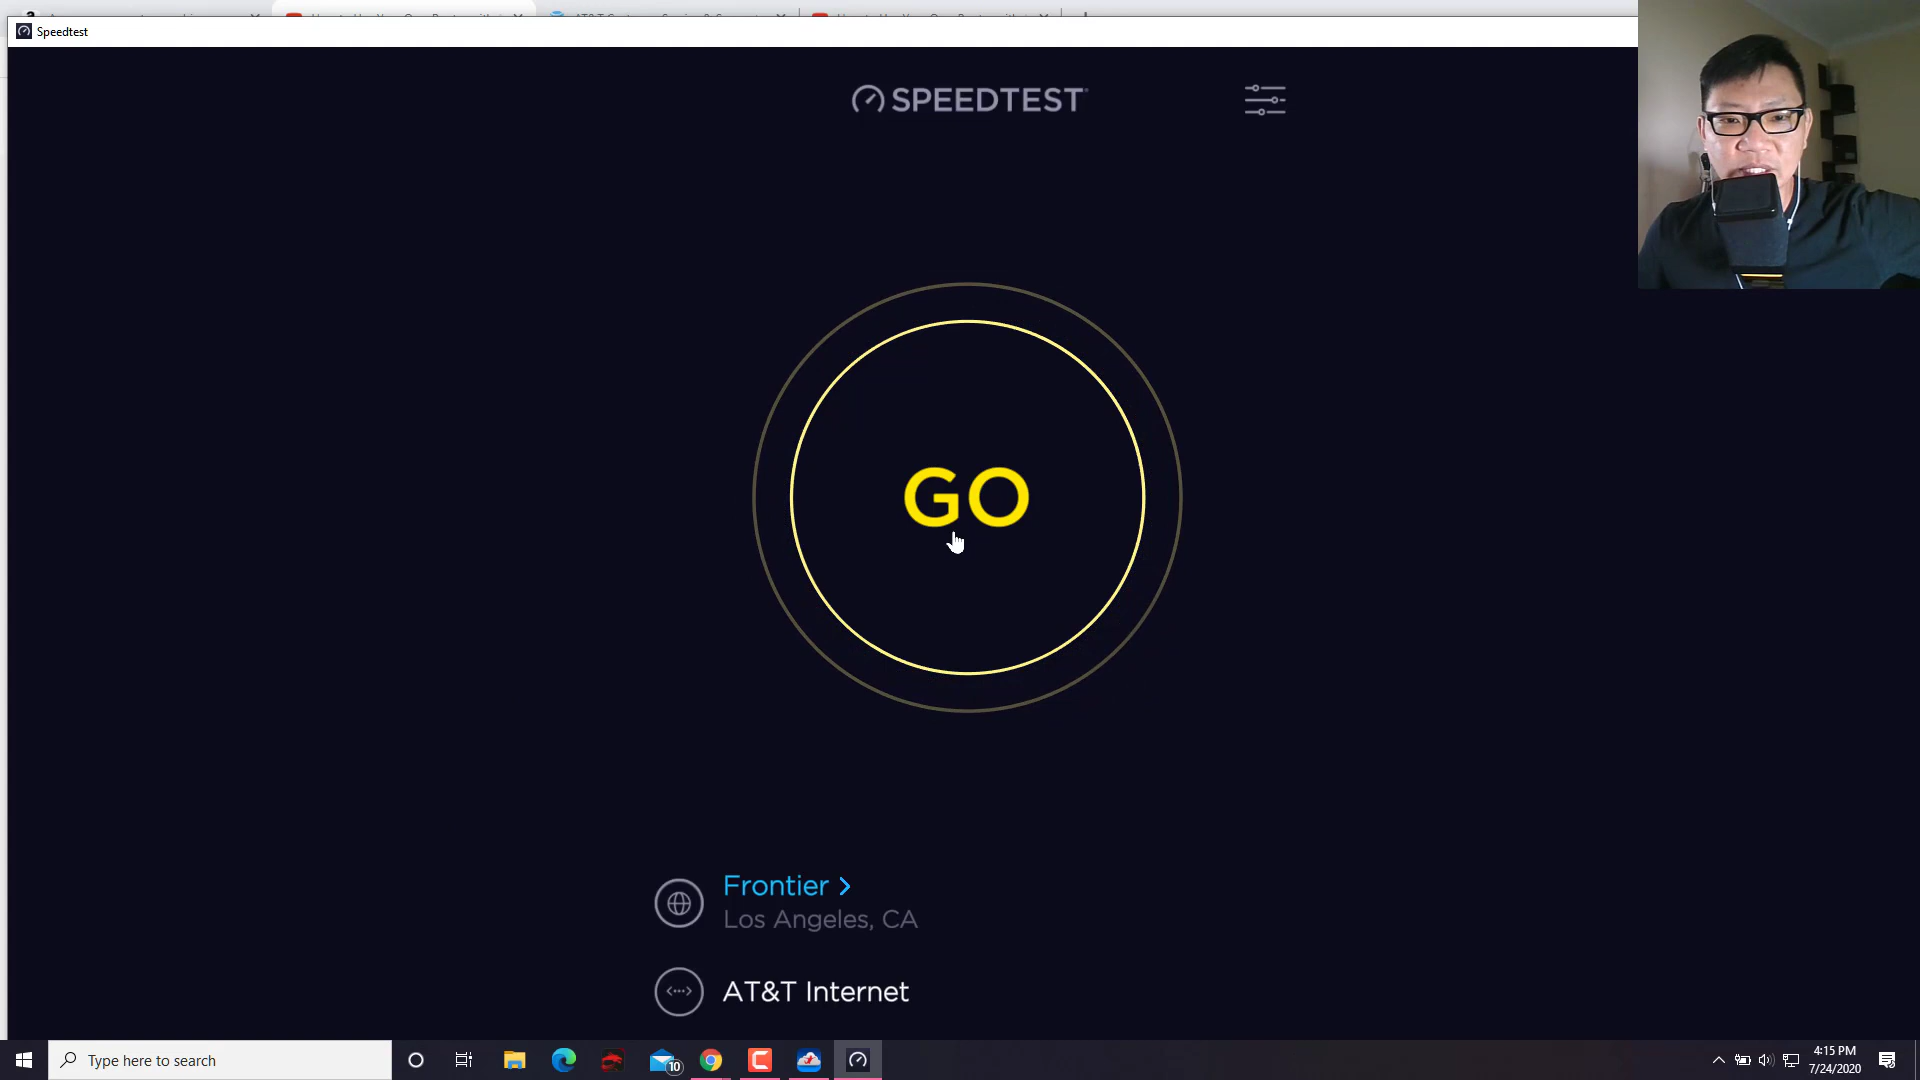 Speedtest
SPEEDTEST
GO
Frontier >
Los Angeles, CA
AT&T Internet
Type here to search
10
4:15 PM
7/24/2020